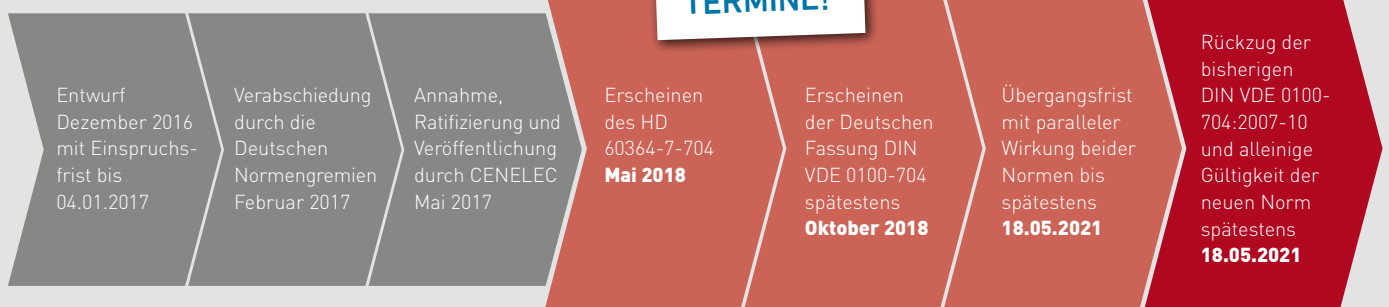 TERMINE!
Entwurf
Dezember 2016
mit Einspruchs-
frist bis
04.01.2017
Verabschiedung
durch die
Deutschen
Normengremien
Februar 2017
Annahme,
Ratifizierung und
Veröffentlichung
durch CENELEC
Mai 2017
Erscheinen
des HD
60364-7-704
Mai 2018
Erscheinen
der Deutschen
Fassung DIN
VDE 0100-704
spätestens
Oktober 2018
Übergangsfrist
mit paralleler
Wirkung beider
Normen bis
spätestens
18.05.2021
Rückzug der
bisherigen
DIN VDE 0100-
704:2007-10
und alleinige
Gültigkeit der
neuen Norm
spätestens
18.05.2021